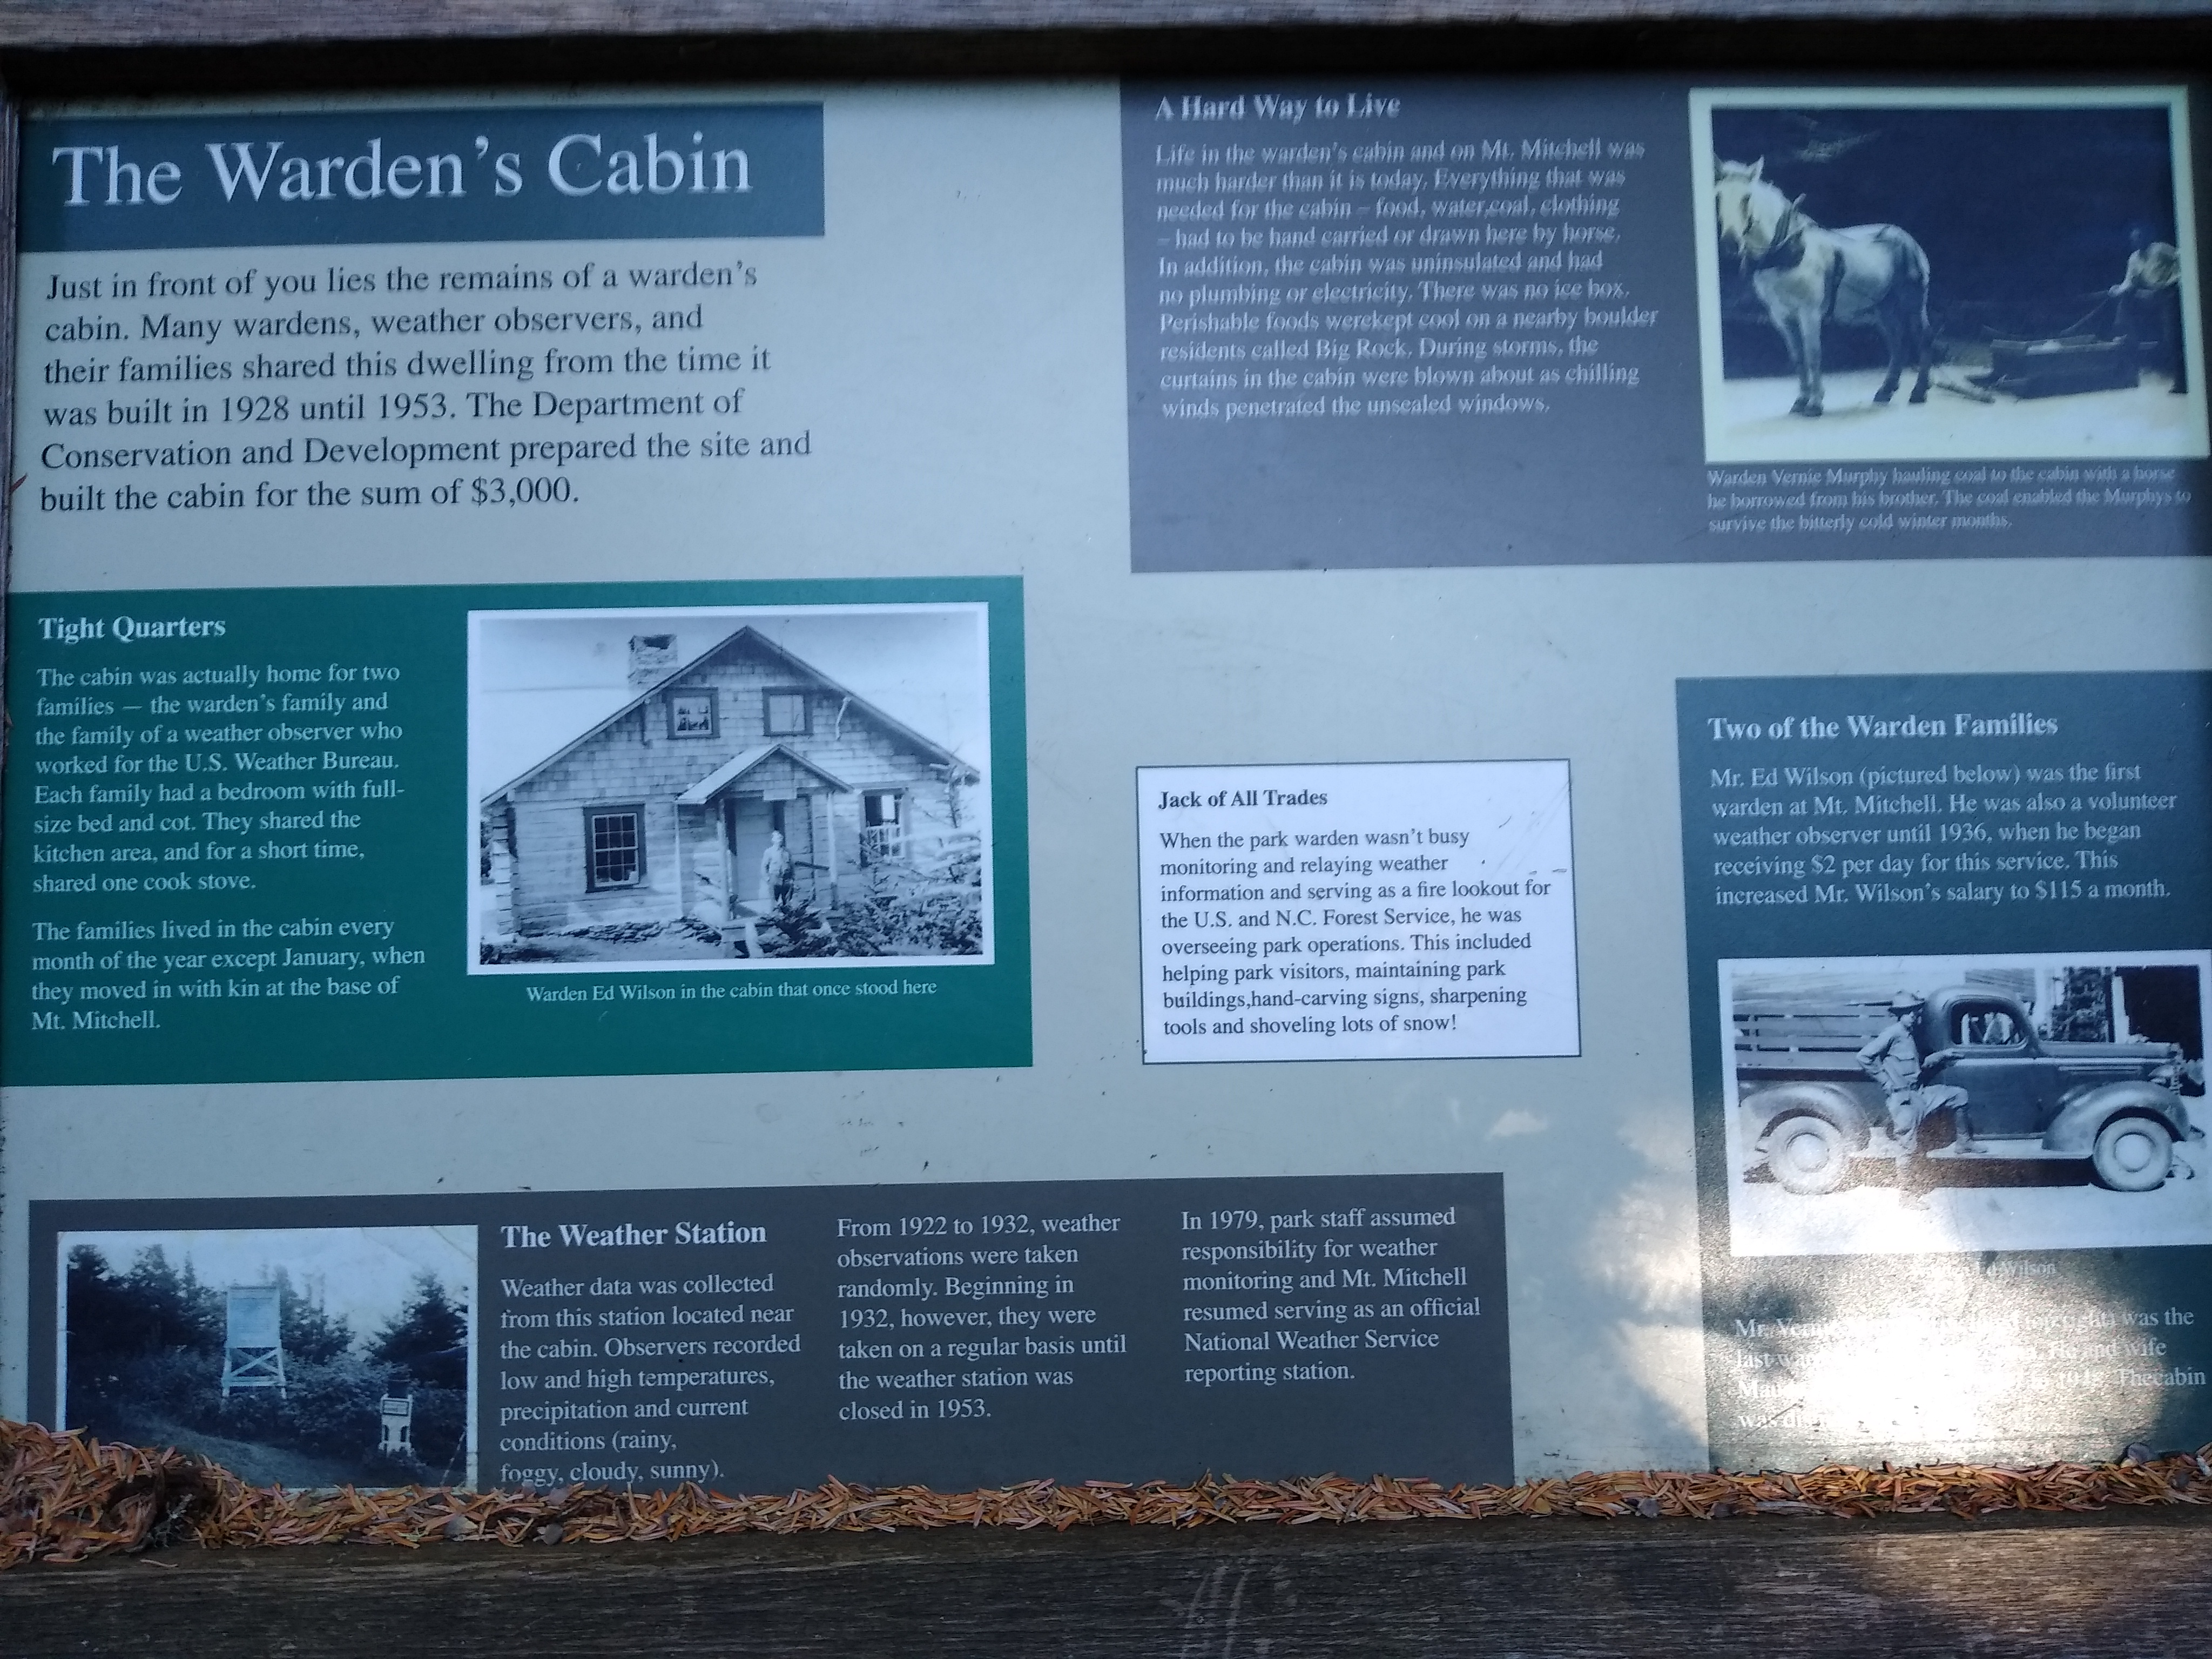 The Warden's Cabin
Just in front of you lies the remains of a warden's
cabin. Many wardens, weather observers, and
their families shared this dwelling from the time it
was built in 1928 until 1953. The Department of
Conservation and Development prepared the site and
built the cabin for the sum of $3,000.
A Hard Way to Live
Life in the warden's cabin and on Mt. Mitchell was
much harder than it is today. Everything that was
needed for the cabin – food, water,coal, clothing
– had to be hand carried or drawn here by horse.
In addition, the cabin was uninsulated and had
no plumbing or electricity. There was no ice box.
Perishable foods werekept cool on a nearby boulder
residents called Big Rock. During storms, the
curtains in the cabin were blown about as chilling
winds penetrated the unsealed windows.
Warden Vernie Murphy hauling coal to the cabin with a horse
he borrowed from his brother. The coal enabled the Murphys to
survive the bitterly cold winter months.
Tight Quarters
The cabin was actually home for two
families — the warden's family and
the family of a weather observer who
worked for the U.S. Weather Bureau.
Each family had a bedroom with full-
size bed and cot. They shared the
kitchen area, and for a short time,
shared one cook stove.
The families lived in the cabin every
month of the year except January, when
they moved in with kin at the base of
Mt. Mitchell.
Warden Ed Wilson in the cabin that once stood here
Jack of All Trades
When the park warden wasn't busy
monitoring and relaying weather
information and serving as a fire lookout for
the U.S. and N.C. Forest Service, he was
overseeing park operations. This included
helping park visitors, maintaining park
buildings,hand-carving signs, sharpening
tools and shoveling lots of snow!
Two of the Warden Families
Mr. Ed Wilson (pictured below) was the first
warden at Mt. Mitchell. He was also a volunteer
weather observer until 1936, when he began
receiving $2 per day for this service. This
increased Mr. Wilson's salary to $115 a month.
Ed Wilson
Mr. was the
last He and wife
Thecabin
was
The Weather Station
Weather data was collected
from this station located near
the cabin. Observers recorded
low and high temperatures,
precipitation and current
conditions (rainy,
foggy, cloudy, sunny).
From 1922 to 1932, weather
observations were taken
randomly. Beginning in
1932, however, they were
taken on a regular basis until
the weather station was
closed in 1953.
In 1979, park staff assumed
responsibility for weather
monitoring and Mt. Mitchell
resumed serving as an official
National Weather Service
reporting station.